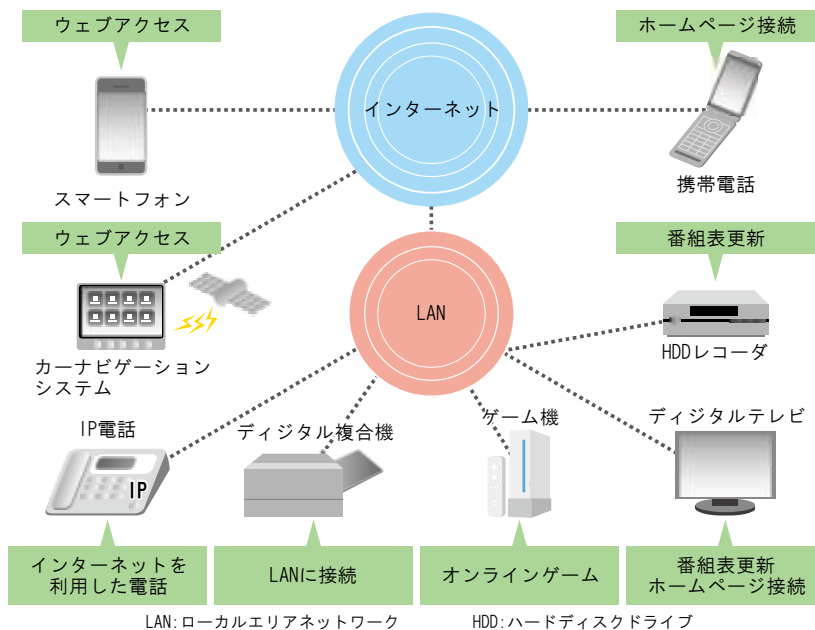 ウェブアクセス
ホームページ接続
インターネット
スマートフォン
携帯電話
ウェブアクセス
番組表更新
LAN
カーナビゲーション
システム
HDDレコーダ
IP電話
ディジタル複合機
ゲーム機
ディジタルテレビ
IP
インターネットを
利用した電話
LANに接続
オンラインゲーム
番組表更新
ホームページ接続
LAN:ローカルエリアネットワーク
HDD:ハードディスクドライブ